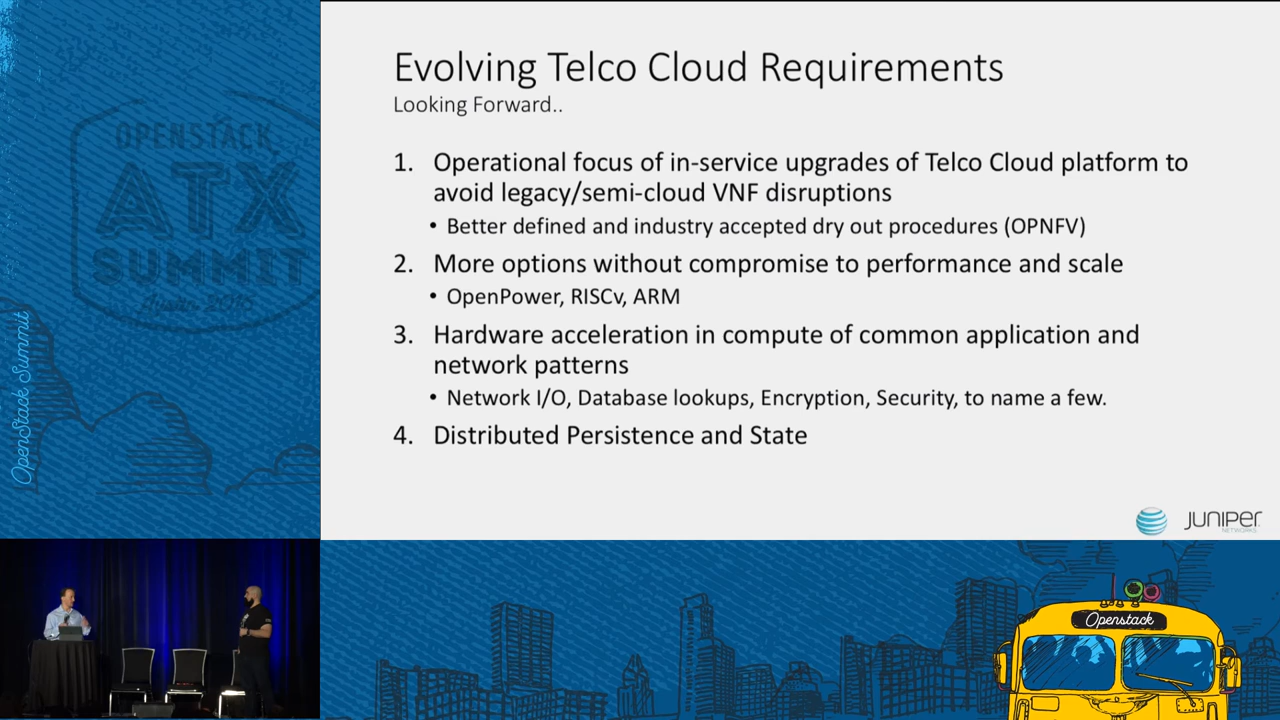 OPENSTACK
ATX
SUMMIT
Austin 2016
OpenStack Summit
Evolving Telco Cloud Requirements
Looking Forward..
1. Operational focus of in-service upgrades of Telco Cloud platform to
avoid legacy/semi-cloud VNF disruptions
• Better defined and industry accepted dry out procedures (OPNFV)
2. More options without compromise to performance and scale
• OpenPower, RISCv, ARM
3. Hardware acceleration in compute of common application and
network patterns
• Network I/O, Database lookups, Encryption, Security, to name a few.
4. Distributed Persistence and State
JUNIPER
NETWORKS
Openstack